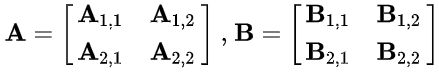 𝐀 = [ 𝐀₁,₁ 𝐀₁,₂ ; 𝐀₂,₁ 𝐀₂,₂ ] , 𝐁 = [ 𝐁₁,₁ 𝐁₁,₂ ; 𝐁₂,₁ 𝐁₂,₂ ]